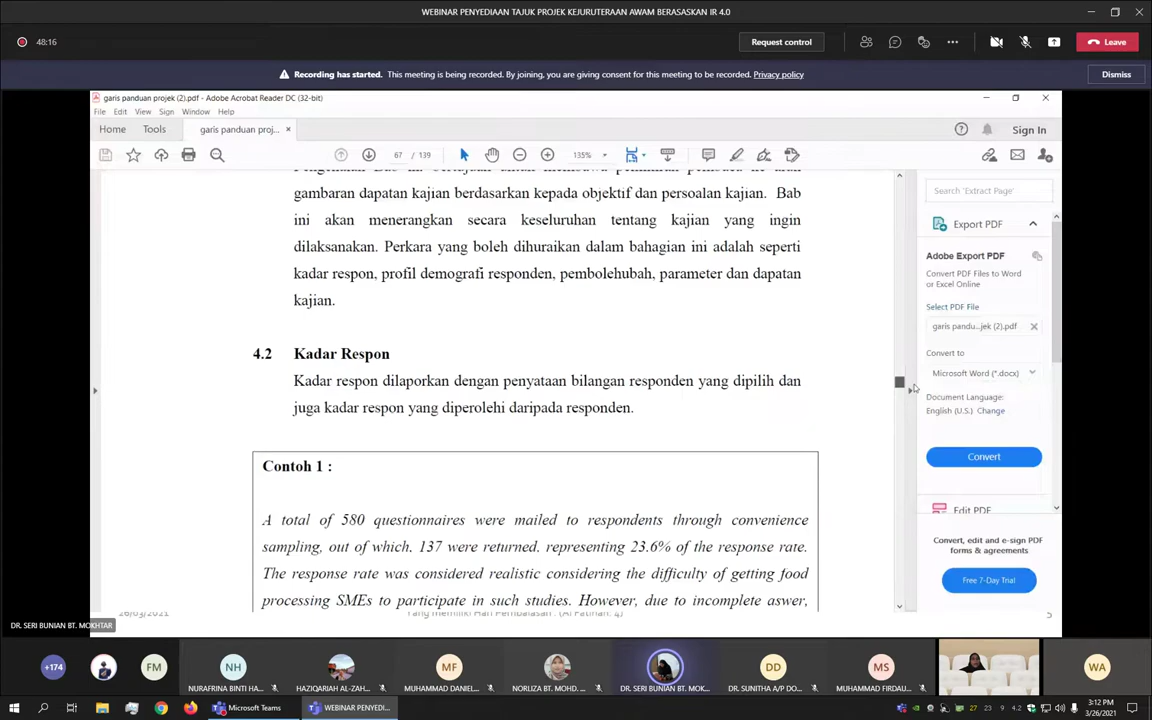 WEBINAR PENYEDIAAN TAJUK PROJEK KEJURUTERAAN AWAM BERASASKAN IR 4.0
48:16
Request control
Leave
Recording has started. This meeting is being recorded. By joining, you are giving consent for this meeting to be recorded. Privacy policy
Dismiss
garis panduan projek (2).pdf - Adobe Acrobat Reader DC (32-bit)
File Edit View Sign Window Help
Home Tools garis panduan proj... ×
Sign In
67 / 139
135%
gambaran dapatan kajian berdasarkan kepada objektif dan persoalan kajian. Bab
ini akan menerangkan secara keseluruhan tentang kajian yang ingin
dilaksanakan. Perkara yang boleh dihuraikan dalam bahagian ini adalah seperti
kadar respon, profil demografi responden, pembolehubah, parameter dan dapatan
kajian.
4.2 Kadar Respon
Kadar respon dilaporkan dengan penyataan bilangan responden yang dipilih dan
juga kadar respon yang diperolehi daripada responden.
Contoh 1 :
A total of 580 questionnaires were mailed to respondents through convenience
sampling, out of which. 137 were returned. representing 23.6% of the response rate.
The response rate was considered realistic considering the difficulty of getting food
processing SMEs to participate in such studies. However, due to incomplete aswer,
Search 'Extract Page'
Export PDF
Adobe Export PDF
Convert PDF Files to Word
or Excel Online
Select PDF File
garis pandu...jek (2).pdf
Convert to
Microsoft Word (*.docx)
Document Language:
English (U.S.) Change
Convert
Edit PDF
Convert, edit and e-sign PDF
forms & agreements
Free 7-Day Trial
DR. SERI BUNIAN BT. MOKHTAR
+174
FM
NH
MF
DD
MS
WA
NURAFRINA BINTI HA...
HAZIQARIAH AL-ZAH...
MUHAMMAD DANIEL...
NORLIZA BT. MOHD. ...
DR. SERI BUNIAN BT. MOK...
DR. SUNITHA A/P DO...
MUHAMMAD FIRDAU...
Microsoft Teams
WEBINAR PENYEDI...
27 23 9 4.2
3:12 PM
3/26/2021